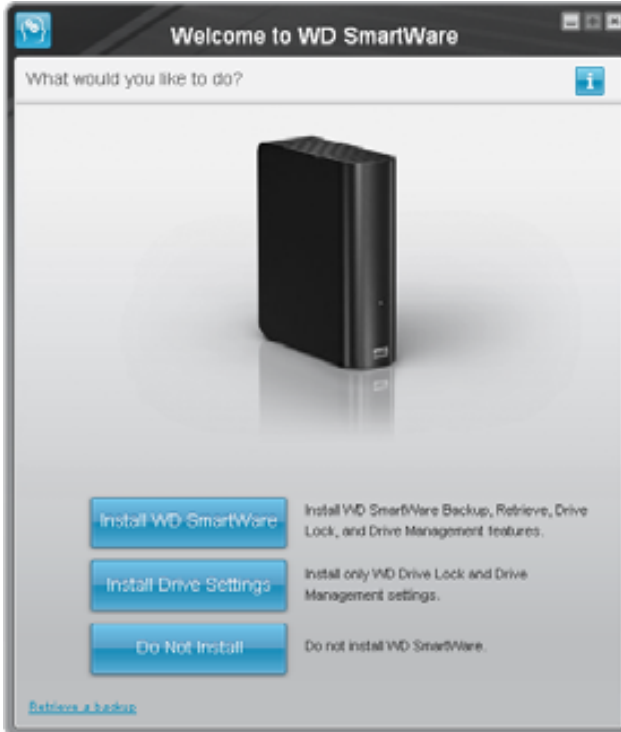 Welcome to WD SmartWare
What would you like to do?
i
Install WD SmartWare
Install WD SmartWare Backup, Retrieve, Drive
Lock, and Drive Management features.
Install Drive Settings
Install only WD Drive Lock and Drive
Management settings.
Do Not Install
Do not install WD SmartWare.
Retrieve a backup